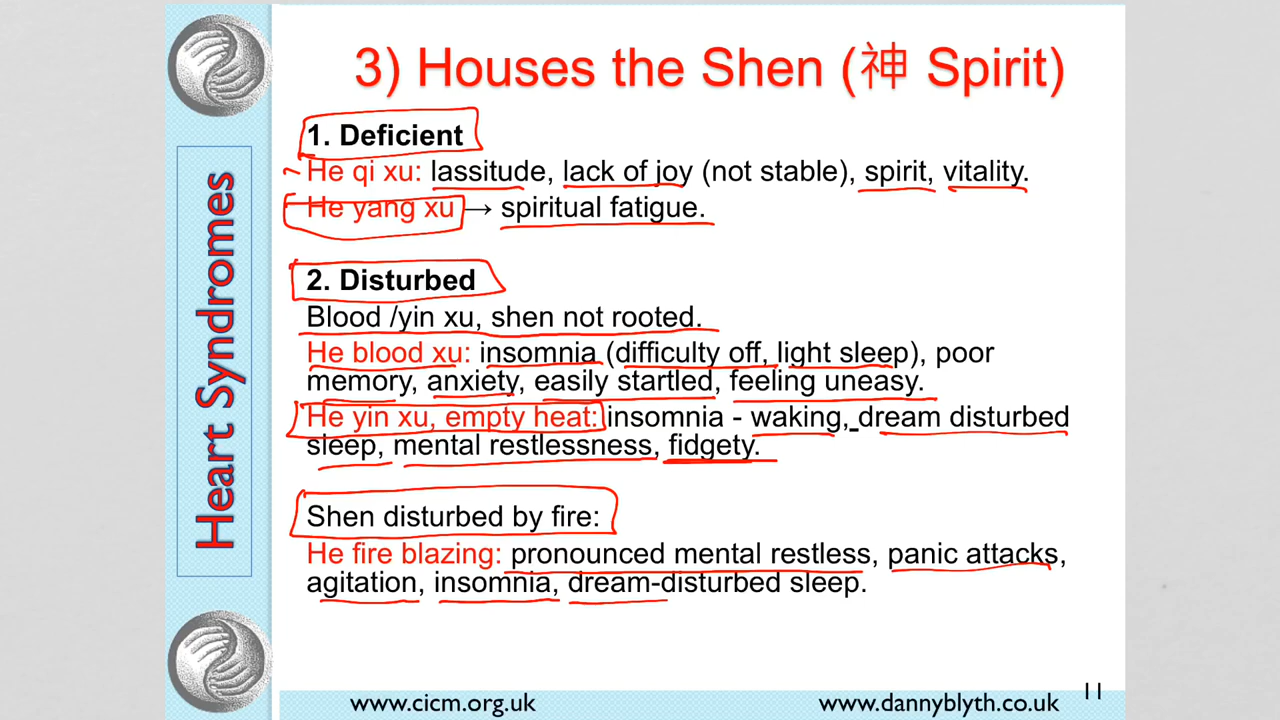 3) Houses the Shen (神 Spirit)
Heart Syndromes
1. Deficient
He qi xu: lassitude, lack of joy (not stable), spirit, vitality.
He yang xu → spiritual fatigue.
2. Disturbed
Blood /yin xu, shen not rooted.
He blood xu: insomnia (difficulty off, light sleep), poor
memory, anxiety, easily startled, feeling uneasy.
He yin xu, empty heat: insomnia - waking, dream disturbed
sleep, mental restlessness, fidgety.
Shen disturbed by fire:
He fire blazing: pronounced mental restless, panic attacks,
agitation, insomnia, dream-disturbed sleep.
www.cicm.org.uk
www.dannyblyth.co.uk
11